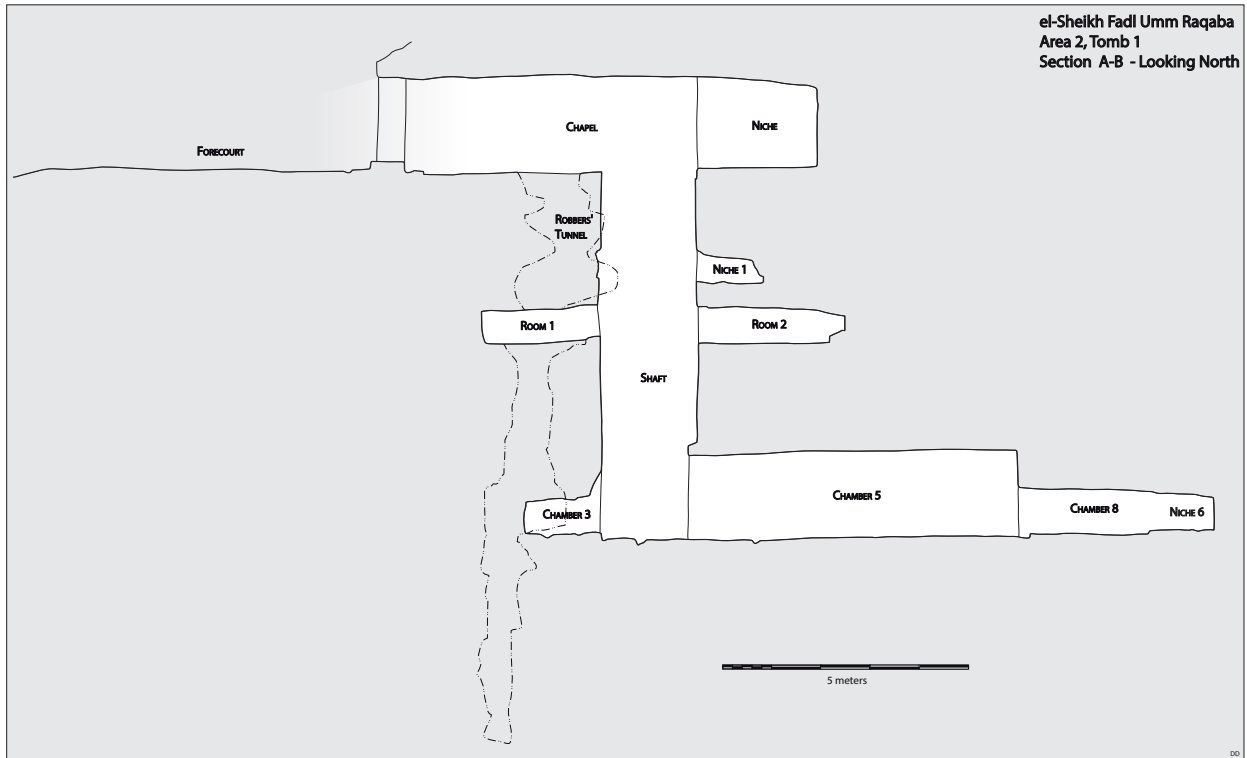 el-Sheikh Fadl Umm Raqaba
Area 2, Tomb 1
Section A-B - Looking North
Chapel
Niche
Forecourt
Robbers'
Tunnel
Niche 1
Room 1
Room 2
Shaft
Chamber 5
Chamber 3
Chamber 8
Niche 6
5 meters
DD